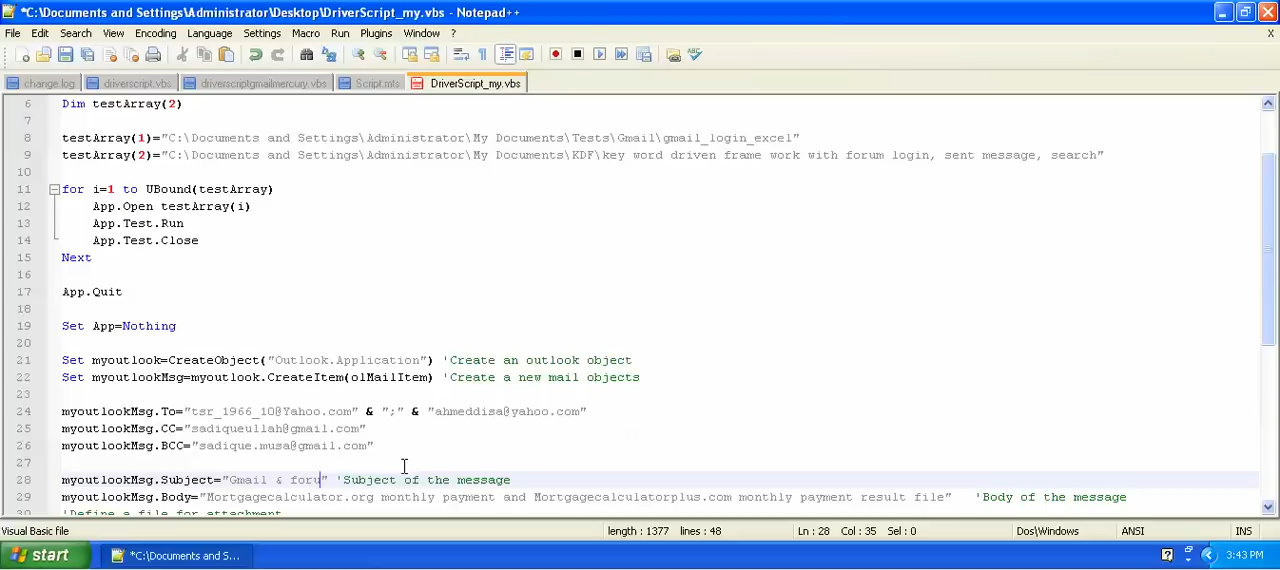 *C:\Documents and Settings\Administrator\Desktop\DriverScript_my.vbs - Notepad++
File Edit Search View Encoding Language Settings Macro Run Plugins Window ? X
change.log driverscript.vbs driverscriptgmailmercury.vbs Script.mts DriverScript_my.vbs
6 Dim testArray(2)
7
8 testArray(1)="C:\Documents and Settings\Administrator\My Documents\Tests\Gmail\gmail_login_excel"
9 testArray(2)="C:\Documents and Settings\Administrator\My Documents\KDF\key word driven frame work with forum login, sent message, search"
10
11 for i=1 to UBound(testArray)
12 App.Open testArray(i)
13 App.Test.Run
14 App.Test.Close
15 Next
16
17 App.Quit
18
19 Set App=Nothing
20
21 Set myoutlook=CreateObject("Outlook.Application") 'Create an outlook object
22 Set myoutlookMsg=myoutlook.CreateItem(olMailItem) 'Create a new mail objects
23
24 myoutlookMsg.To="tsr_1966_10@Yahoo.com" & ";" & "ahmeddisa@yahoo.com"
25 myoutlookMsg.CC="sadiqueullah@gmail.com"
26 myoutlookMsg.BCC="sadique.musa@gmail.com"
27
28 myoutlookMsg.Subject="Gmail & foru" 'Subject of the message
29 myoutlookMsg.Body="Mortgagecalculator.org monthly payment and Mortgagecalculatorplus.com monthly payment result file" 'Body of the message
30 'Define a file for attachment
Visual Basic file length : 1377 lines : 48 Ln : 28 Col : 35 Sel : 0 Dos\Windows ANSI INS
start *C:\Documents and S... 3:43 PM